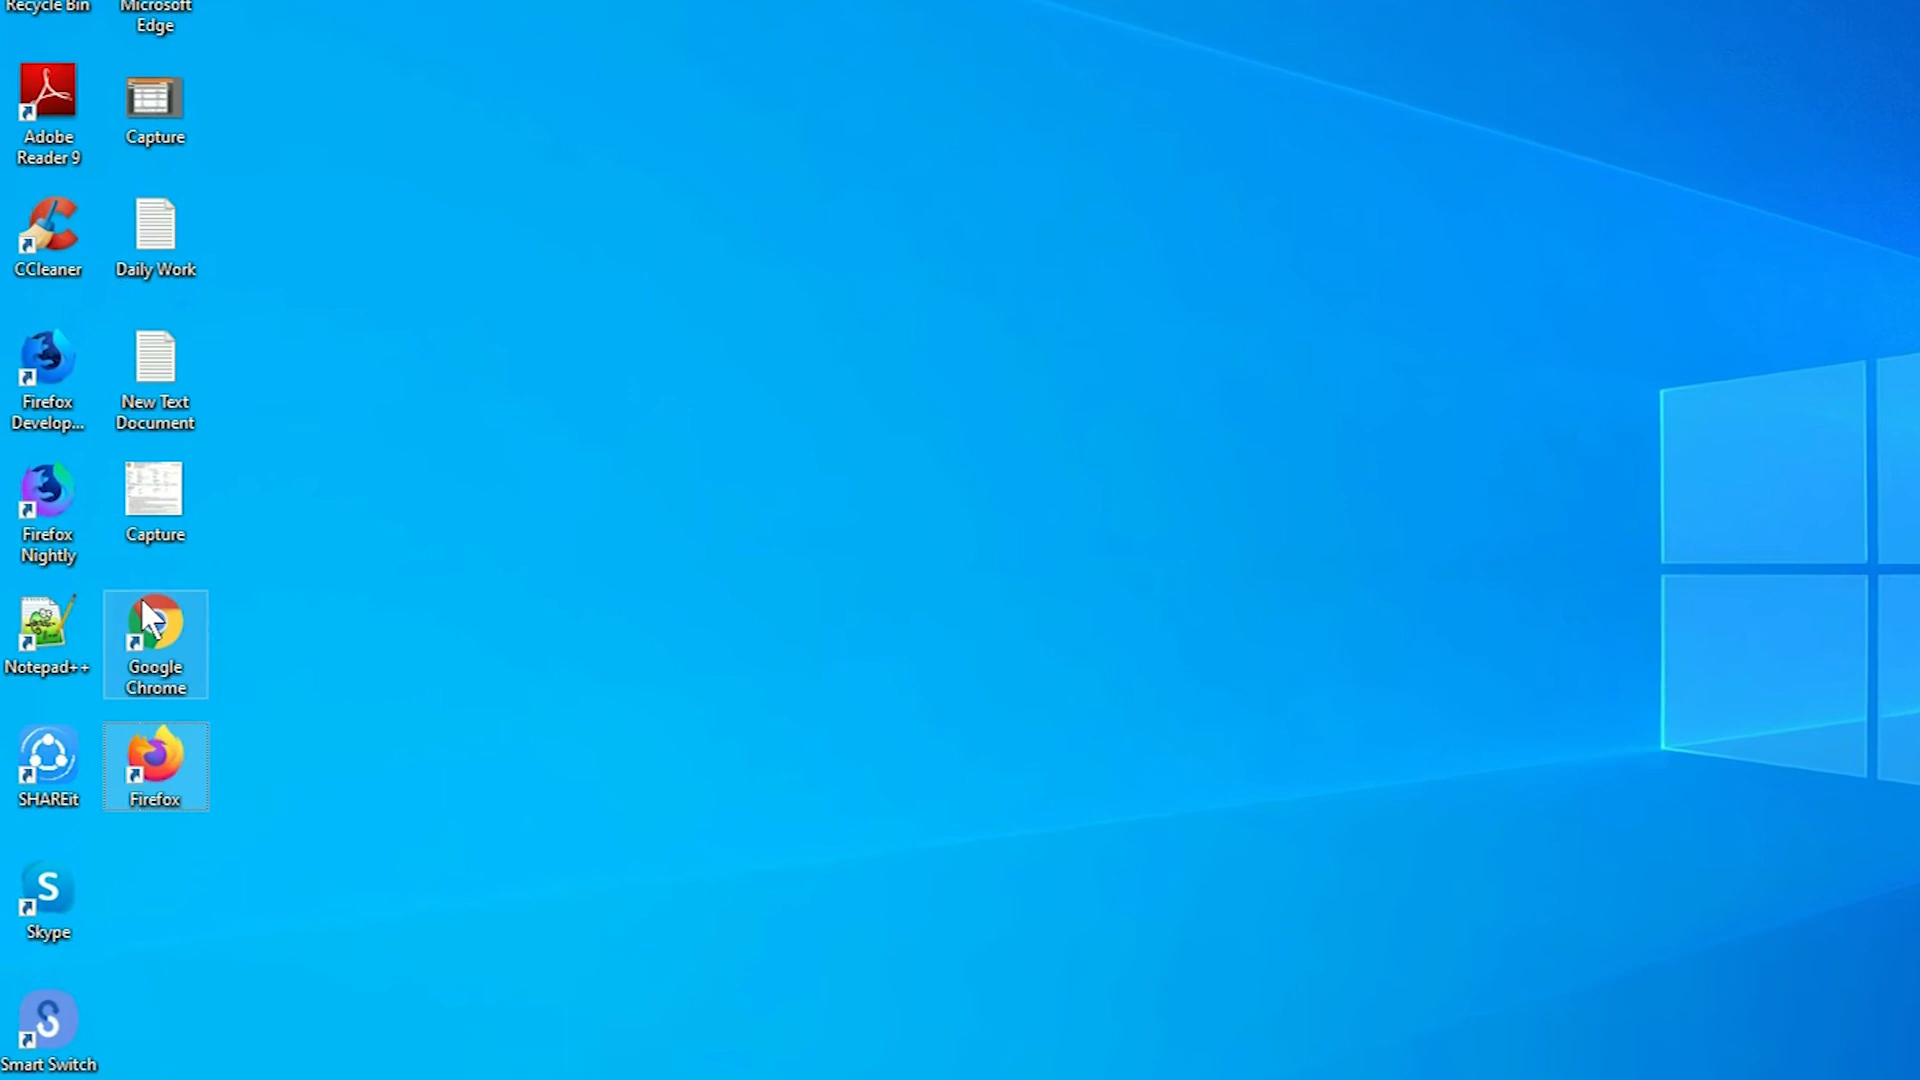 Recycle Bin
Microsoft
Edge
Adobe
Reader 9
Capture
CCleaner
Daily Work
Firefox
Develop...
New Text
Document
Firefox
Nightly
Capture
Notepad++
Google
Chrome
SHAREit
Firefox
S
Skype
S
Smart Switch